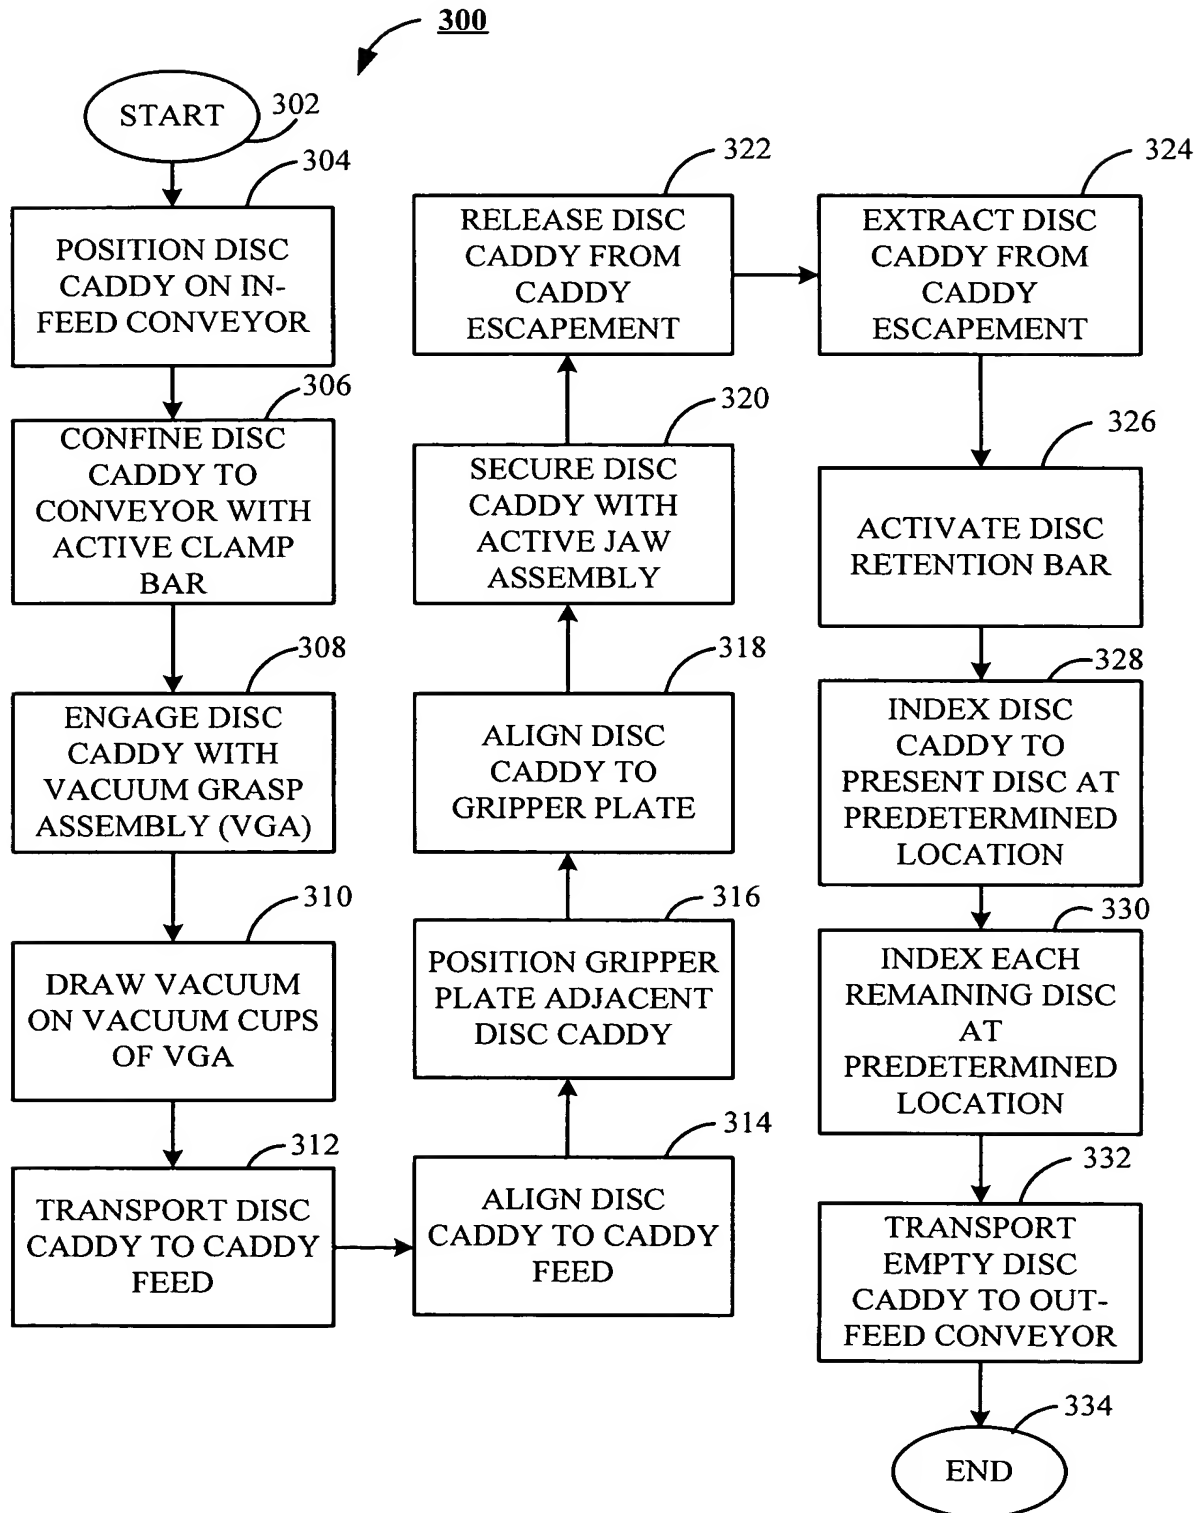 300
START
302
304
POSITION DISC
CADDY ON IN-
FEED CONVEYOR
306
CONFINE DISC
CADDY TO
CONVEYOR WITH
ACTIVE CLAMP
BAR
308
ENGAGE DISC
CADDY WITH
VACUUM GRASP
ASSEMBLY (VGA)
310
DRAW VACUUM
ON VACUUM CUPS
OF VGA
312
TRANSPORT DISC
CADDY TO CADDY
FEED
314
ALIGN DISC
CADDY TO CADDY
FEED
316
POSITION GRIPPER
PLATE ADJACENT
DISC CADDY
318
ALIGN DISC
CADDY TO
GRIPPER PLATE
320
SECURE DISC
CADDY WITH
ACTIVE JAW
ASSEMBLY
322
RELEASE DISC
CADDY FROM
CADDY
ESCAPEMENT
324
EXTRACT DISC
CADDY FROM
CADDY
ESCAPEMENT
326
ACTIVATE DISC
RETENTION BAR
328
INDEX DISC
CADDY TO
PRESENT DISC AT
PREDETERMINED
LOCATION
330
INDEX EACH
REMAINING DISC
AT
PREDETERMINED
LOCATION
332
TRANSPORT
EMPTY DISC
CADDY TO OUT-
FEED CONVEYOR
334
END